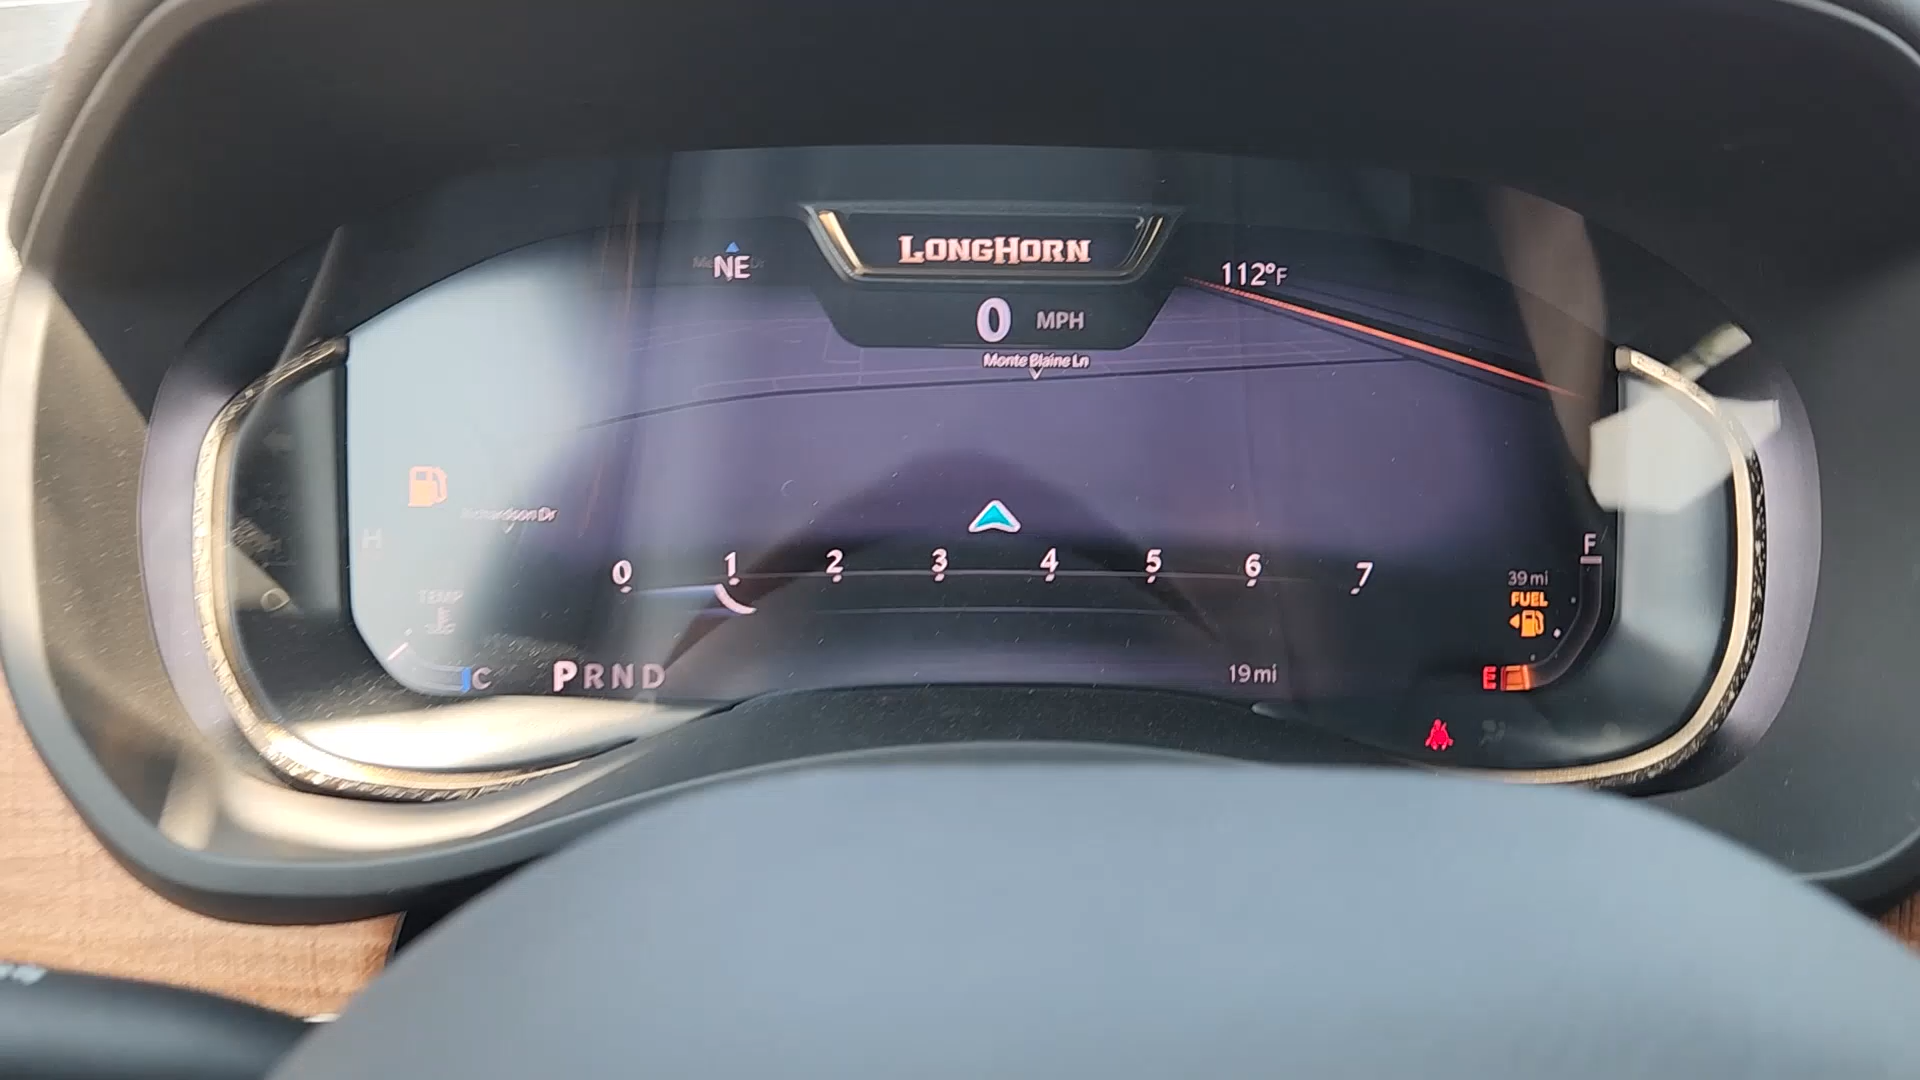 NE
LONGHORN
112°F
0 MPH
Monte Blaine Ln
Richardson Dr
H
F
0 1 2 3 4 5 6 7
39 mi
FUEL
TEMP
C
PRND
19 mi
E